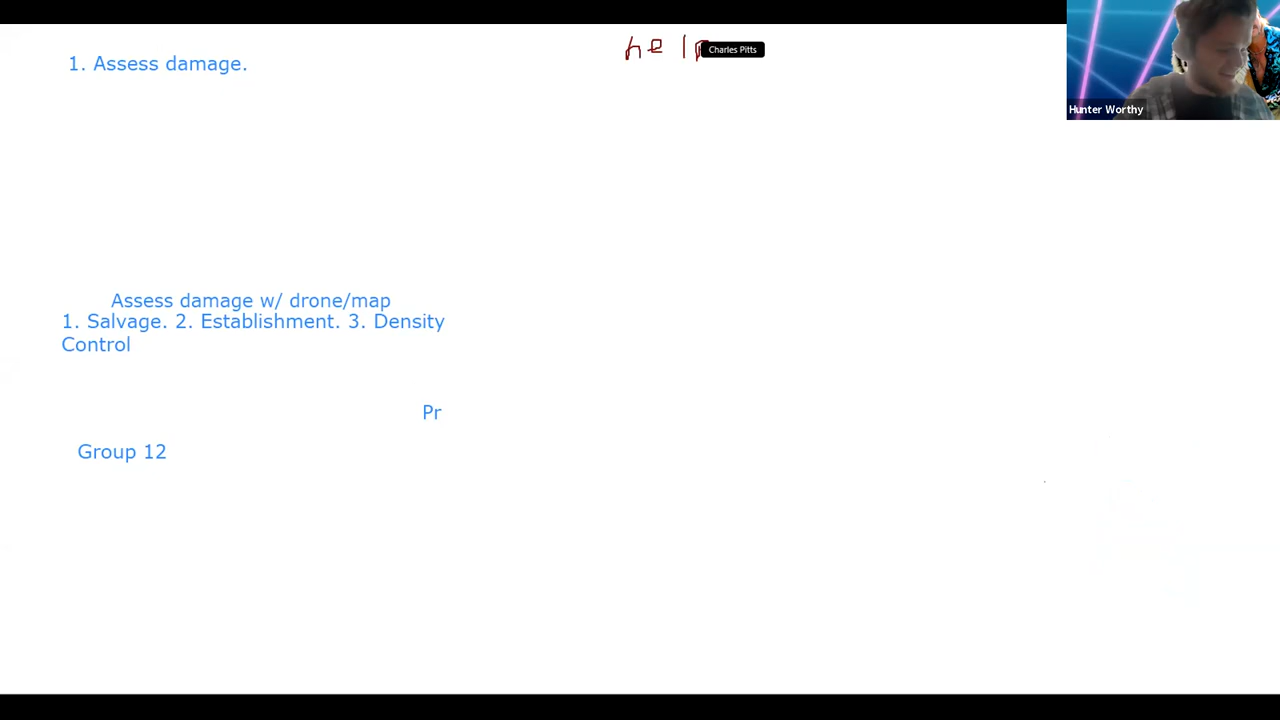 1. Assess damage.
help
Charles Pitts
Hunter Worthy
Assess damage w/ drone/map
1. Salvage. 2. Establishment. 3. Density
Control
Pr
Group 12